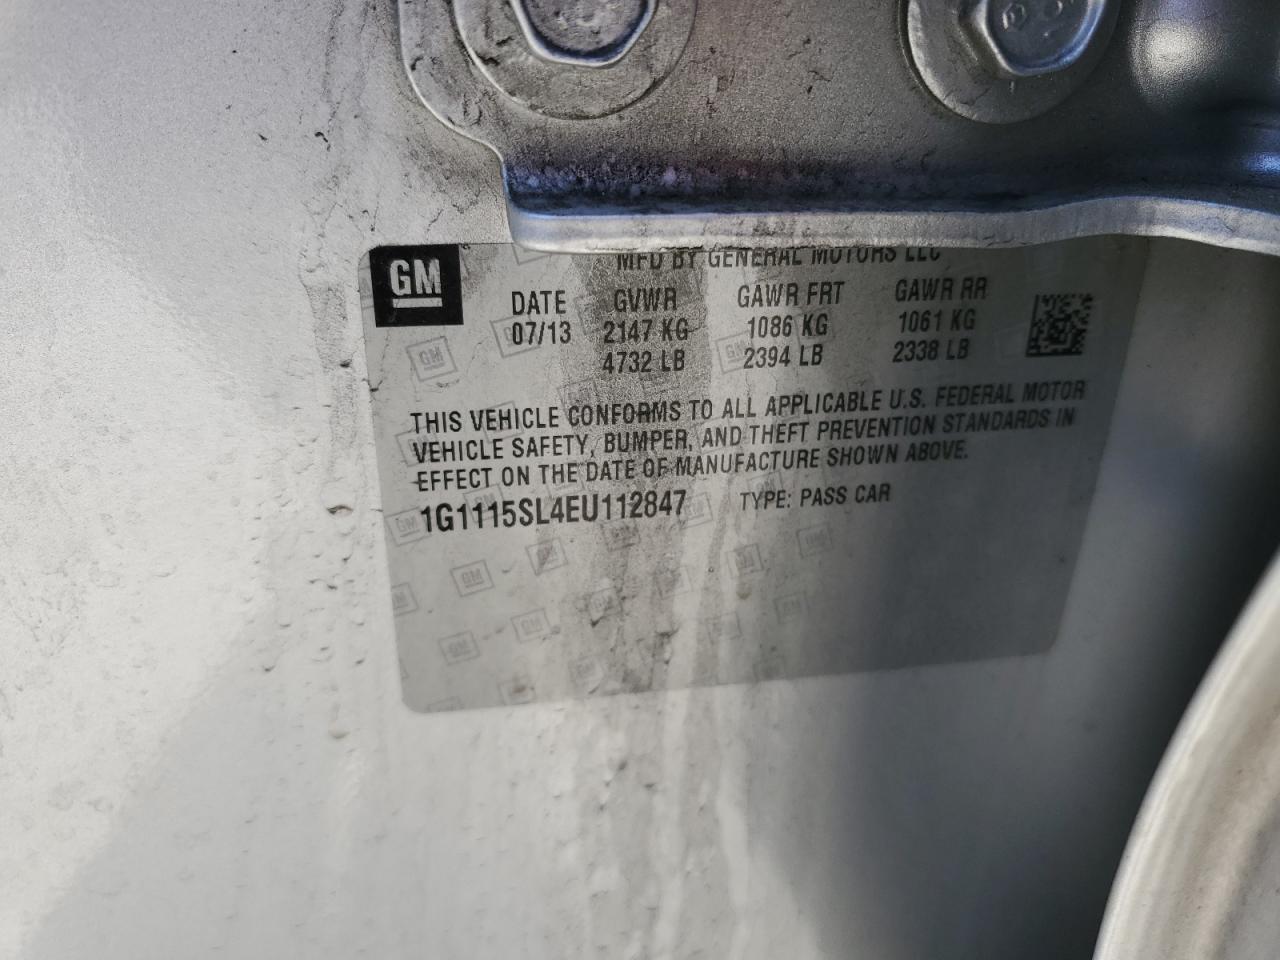 GM
MFD BY GENERAL MOTORS LLC
DATE GVWR GAWR FRT GAWR RR
07/13 2147 KG 1086 KG 1061 KG
4732 LB 2394 LB 2338 LB
THIS VEHICLE CONFORMS TO ALL APPLICABLE U.S. FEDERAL MOTOR
VEHICLE SAFETY, BUMPER, AND THEFT PREVENTION STANDARDS IN
EFFECT ON THE DATE OF MANUFACTURE SHOWN ABOVE.
1G1115SL4EU112847 TYPE: PASS CAR